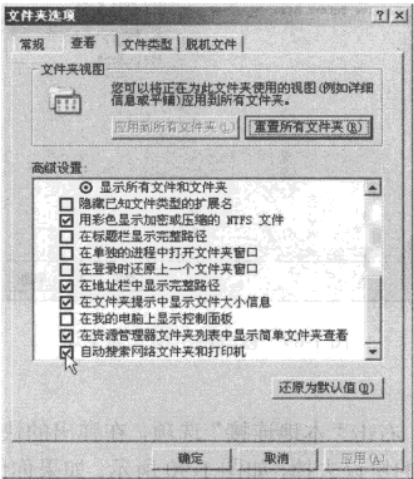 文件夹选项
常规 查看 文件类型 脱机文件
文件夹视图
您可以将正在为此文件夹使用的视图(例如详细
信息或平铺)应用到所有文件夹。
应用到所有文件夹(L) 重置所有文件夹(R)
高级设置:
显示所有文件和文件夹
隐藏已知文件类型的扩展名
用彩色显示加密或压缩的 NTFS 文件
在标题栏显示完整路径
在单独的进程中打开文件夹窗口
在登录时还原上一个文件夹窗口
在地址栏中显示完整路径
在文件夹提示中显示文件大小信息
在我的电脑上显示控制面板
在资源管理器文件夹列表中显示简单文件夹查看
自动搜索网络文件夹和打印机
还原为默认值(D)
确定 取消 应用(A)